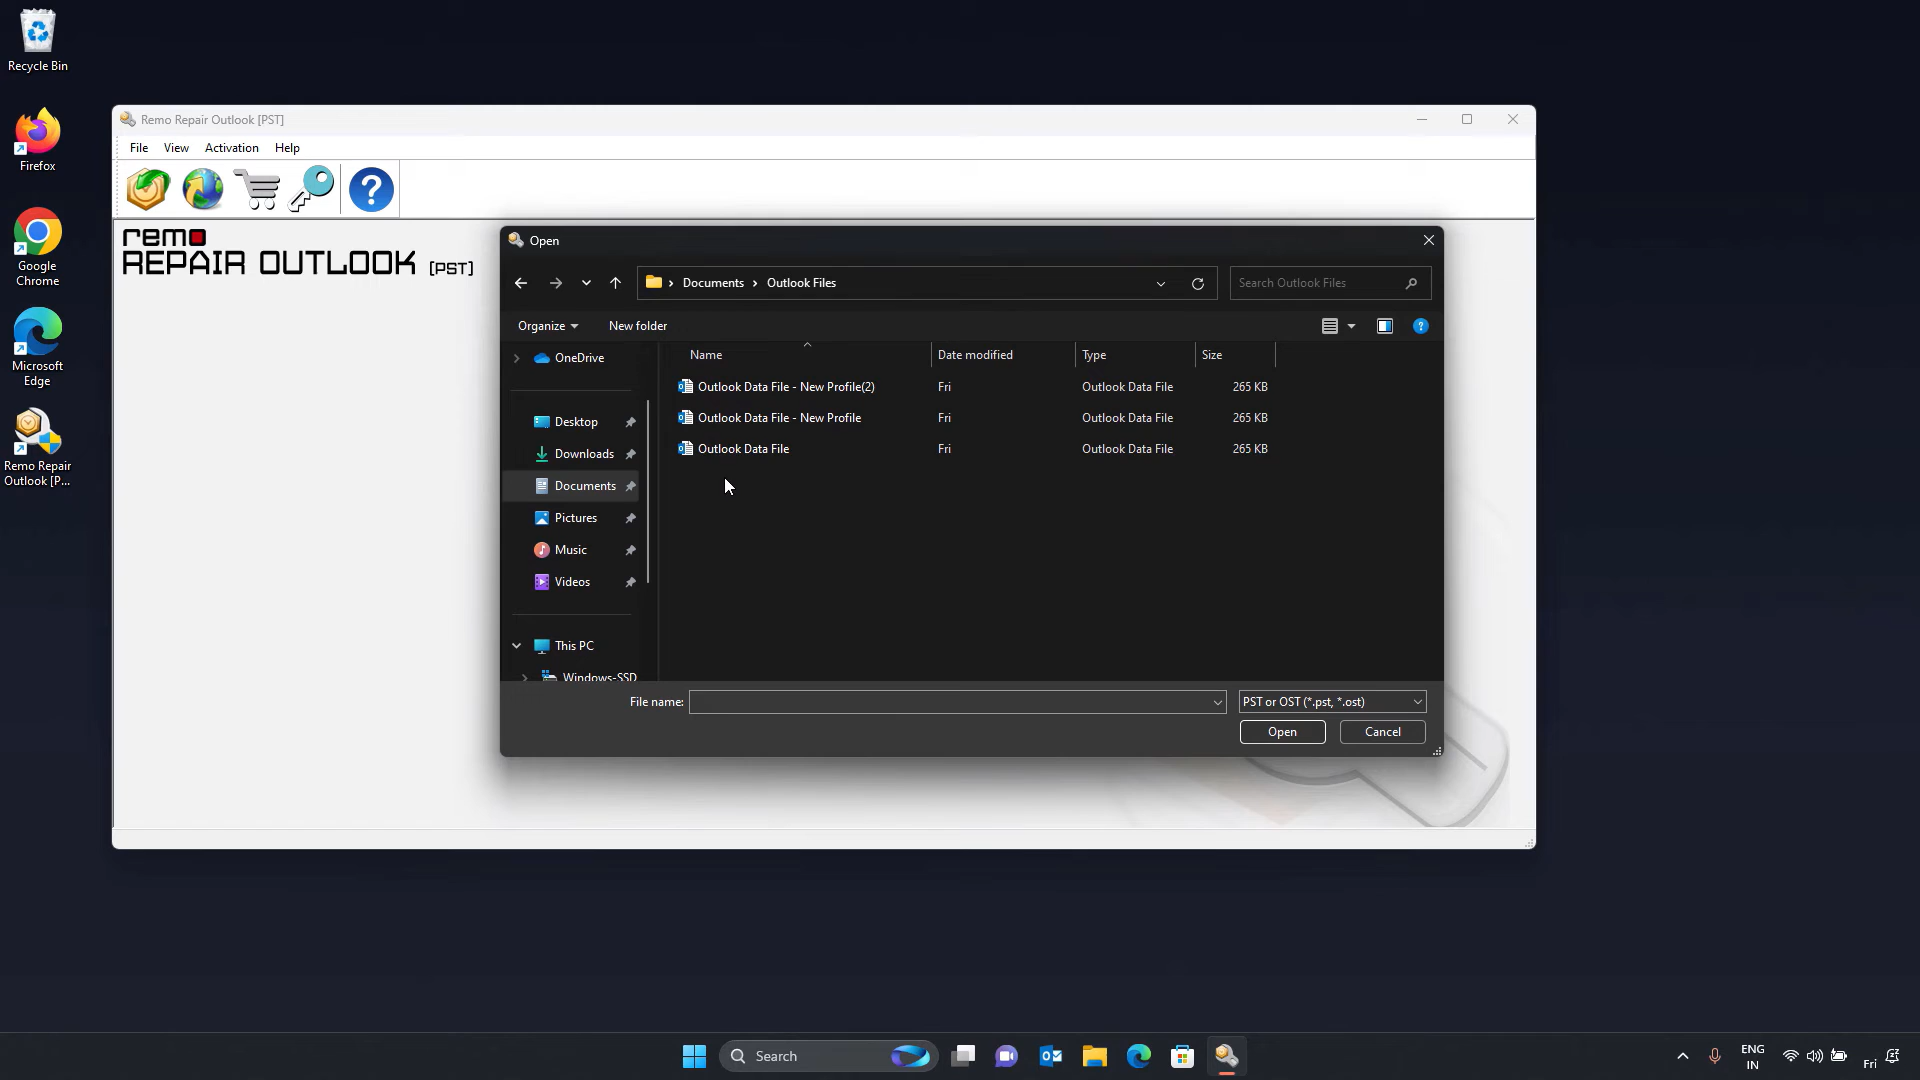 Recycle Bin
Firefox
Google
Chrome
Microsoft
Edge
Remo Repair
Outlook [P...
Remo Repair Outlook [PST]
File View Activation Help
remo
REPAIR OUTLOOK [PST]
Open
Documents Outlook Files
Search Outlook Files
Organize New folder
OneDrive
Desktop
Downloads
Documents
Pictures
Music
Videos
This PC
Windows-SSD
Name Date modified Type Size
Outlook Data File - New Profile(2) Fri Outlook Data File 265 KB
Outlook Data File - New Profile Fri Outlook Data File 265 KB
Outlook Data File Fri Outlook Data File 265 KB
File name: PST or OST (*.pst, *.ost)
Open Cancel
Search
ENG
IN
Fri